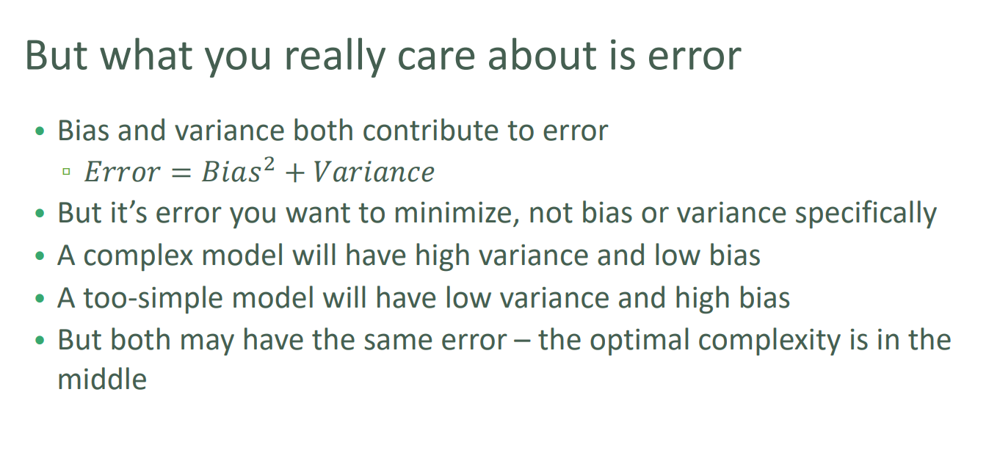 But what you really care about is error
• Bias and variance both contribute to error
▫ Error = Bias² + Variance
• But it’s error you want to minimize, not bias or variance specifically
• A complex model will have high variance and low bias
• A too-simple model will have low variance and high bias
• But both may have the same error – the optimal complexity is in the
middle